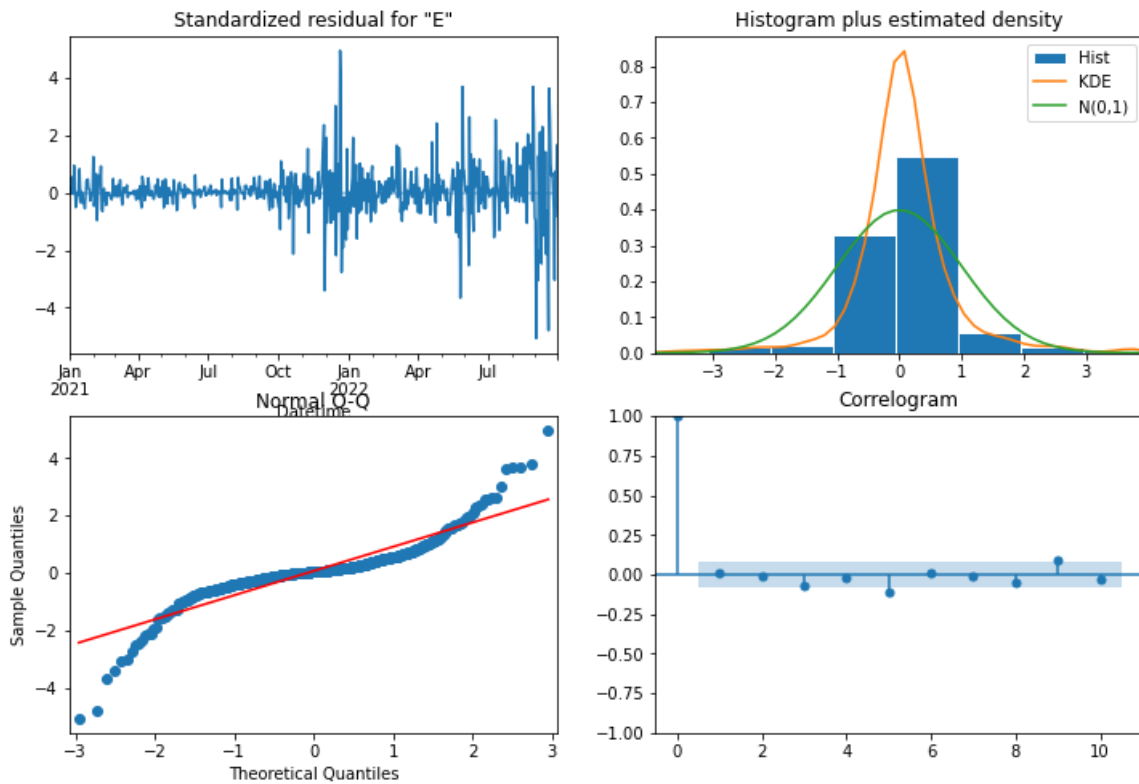 Standardized residual for "E"
4
2
0
−2
−4
Jan
2021
Apr
Jul
Oct
Jan
2022
Apr
Jul
Datetime
Histogram plus estimated density
Hist
KDE
N(0,1)
0.8
0.7
0.6
0.5
0.4
0.3
0.2
0.1
0.0
−3
−2
−1
0
1
2
3
Normal Q-Q
Sample Quantiles
4
2
0
−2
−4
−3
−2
−1
0
1
2
3
Theoretical Quantiles
Correlogram
1.00
0.75
0.50
0.25
0.00
−0.25
−0.50
−0.75
−1.00
0
2
4
6
8
10